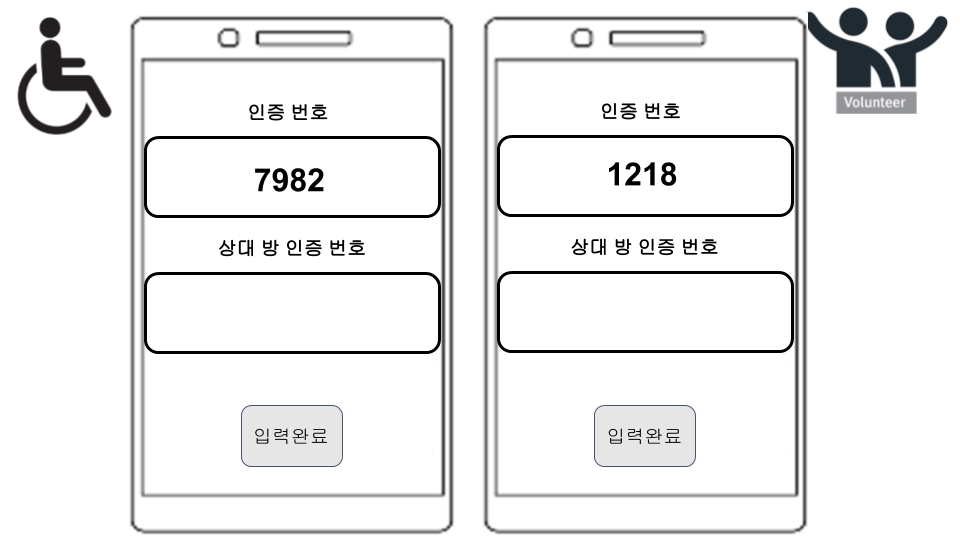 인증 번호
7982
상대 방 인증 번호
입력완료
인증 번호
1218
상대 방 인증 번호
입력완료
Volunteer